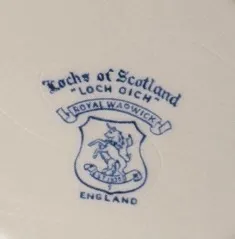 Lochs of Scotland
"LOCH OICH"
ROYAL WARWICK
ENGLAND